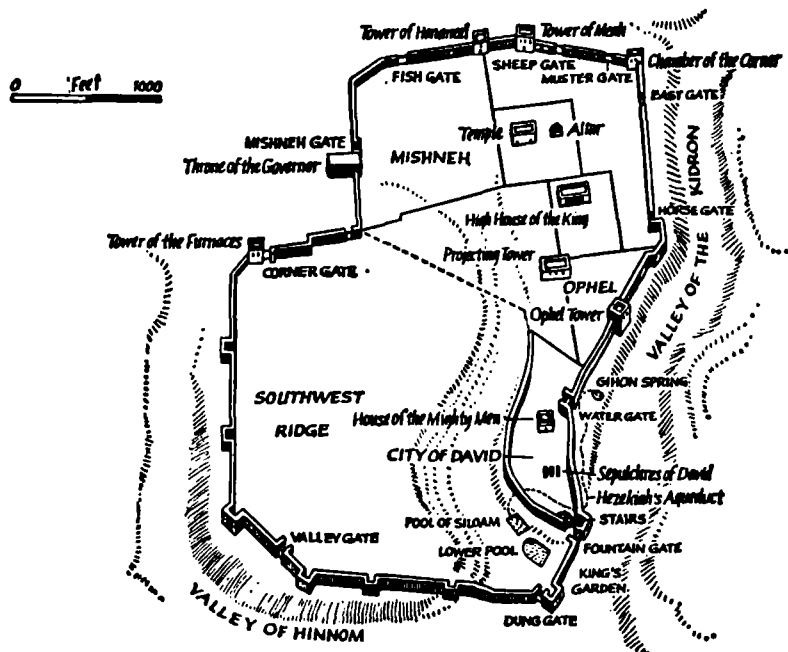 Tower of Hananel
Tower of Meah
FISH GATE
SHEEP GATE
MUSTER GATE
Chamber of the Corner
EAST GATE
0 Feet 1000
MISHNEH GATE
Throne of the Governor
MISHNEH
Temple
Altar
VALLEY OF THE KIDRON
High House of the King
HORSE GATE
Tower of the Furnaces
CORNER GATE
Projecting Tower
OPHEL
Ophel Tower
GIHON SPRING
SOUTHWEST
RIDGE
House of the Mighty Men
WATER GATE
CITY OF DAVID
Sepulchres of David
Hezekiah's Aqueduct
POOL OF SILOAM
STAIRS
VALLEY GATE
LOWER POOL
FOUNTAIN GATE
KING'S
GARDEN
VALLEY OF HINNOM
DUNG GATE